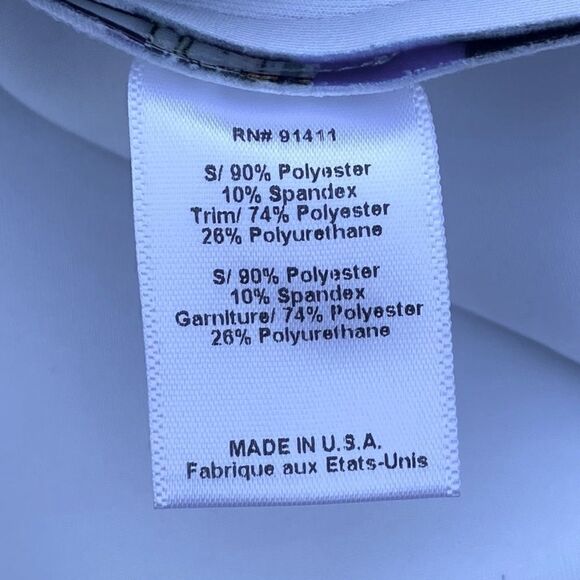 RN# 91411
S/ 90% Polyester
10% Spandex
Trim/ 74% Polyester
26% Polyurethane
S/ 90% Polyester
10% Spandex
Garniture/ 74% Polyester
26% Polyurethane
MADE IN U.S.A.
Fabrique aux Etats-Unis